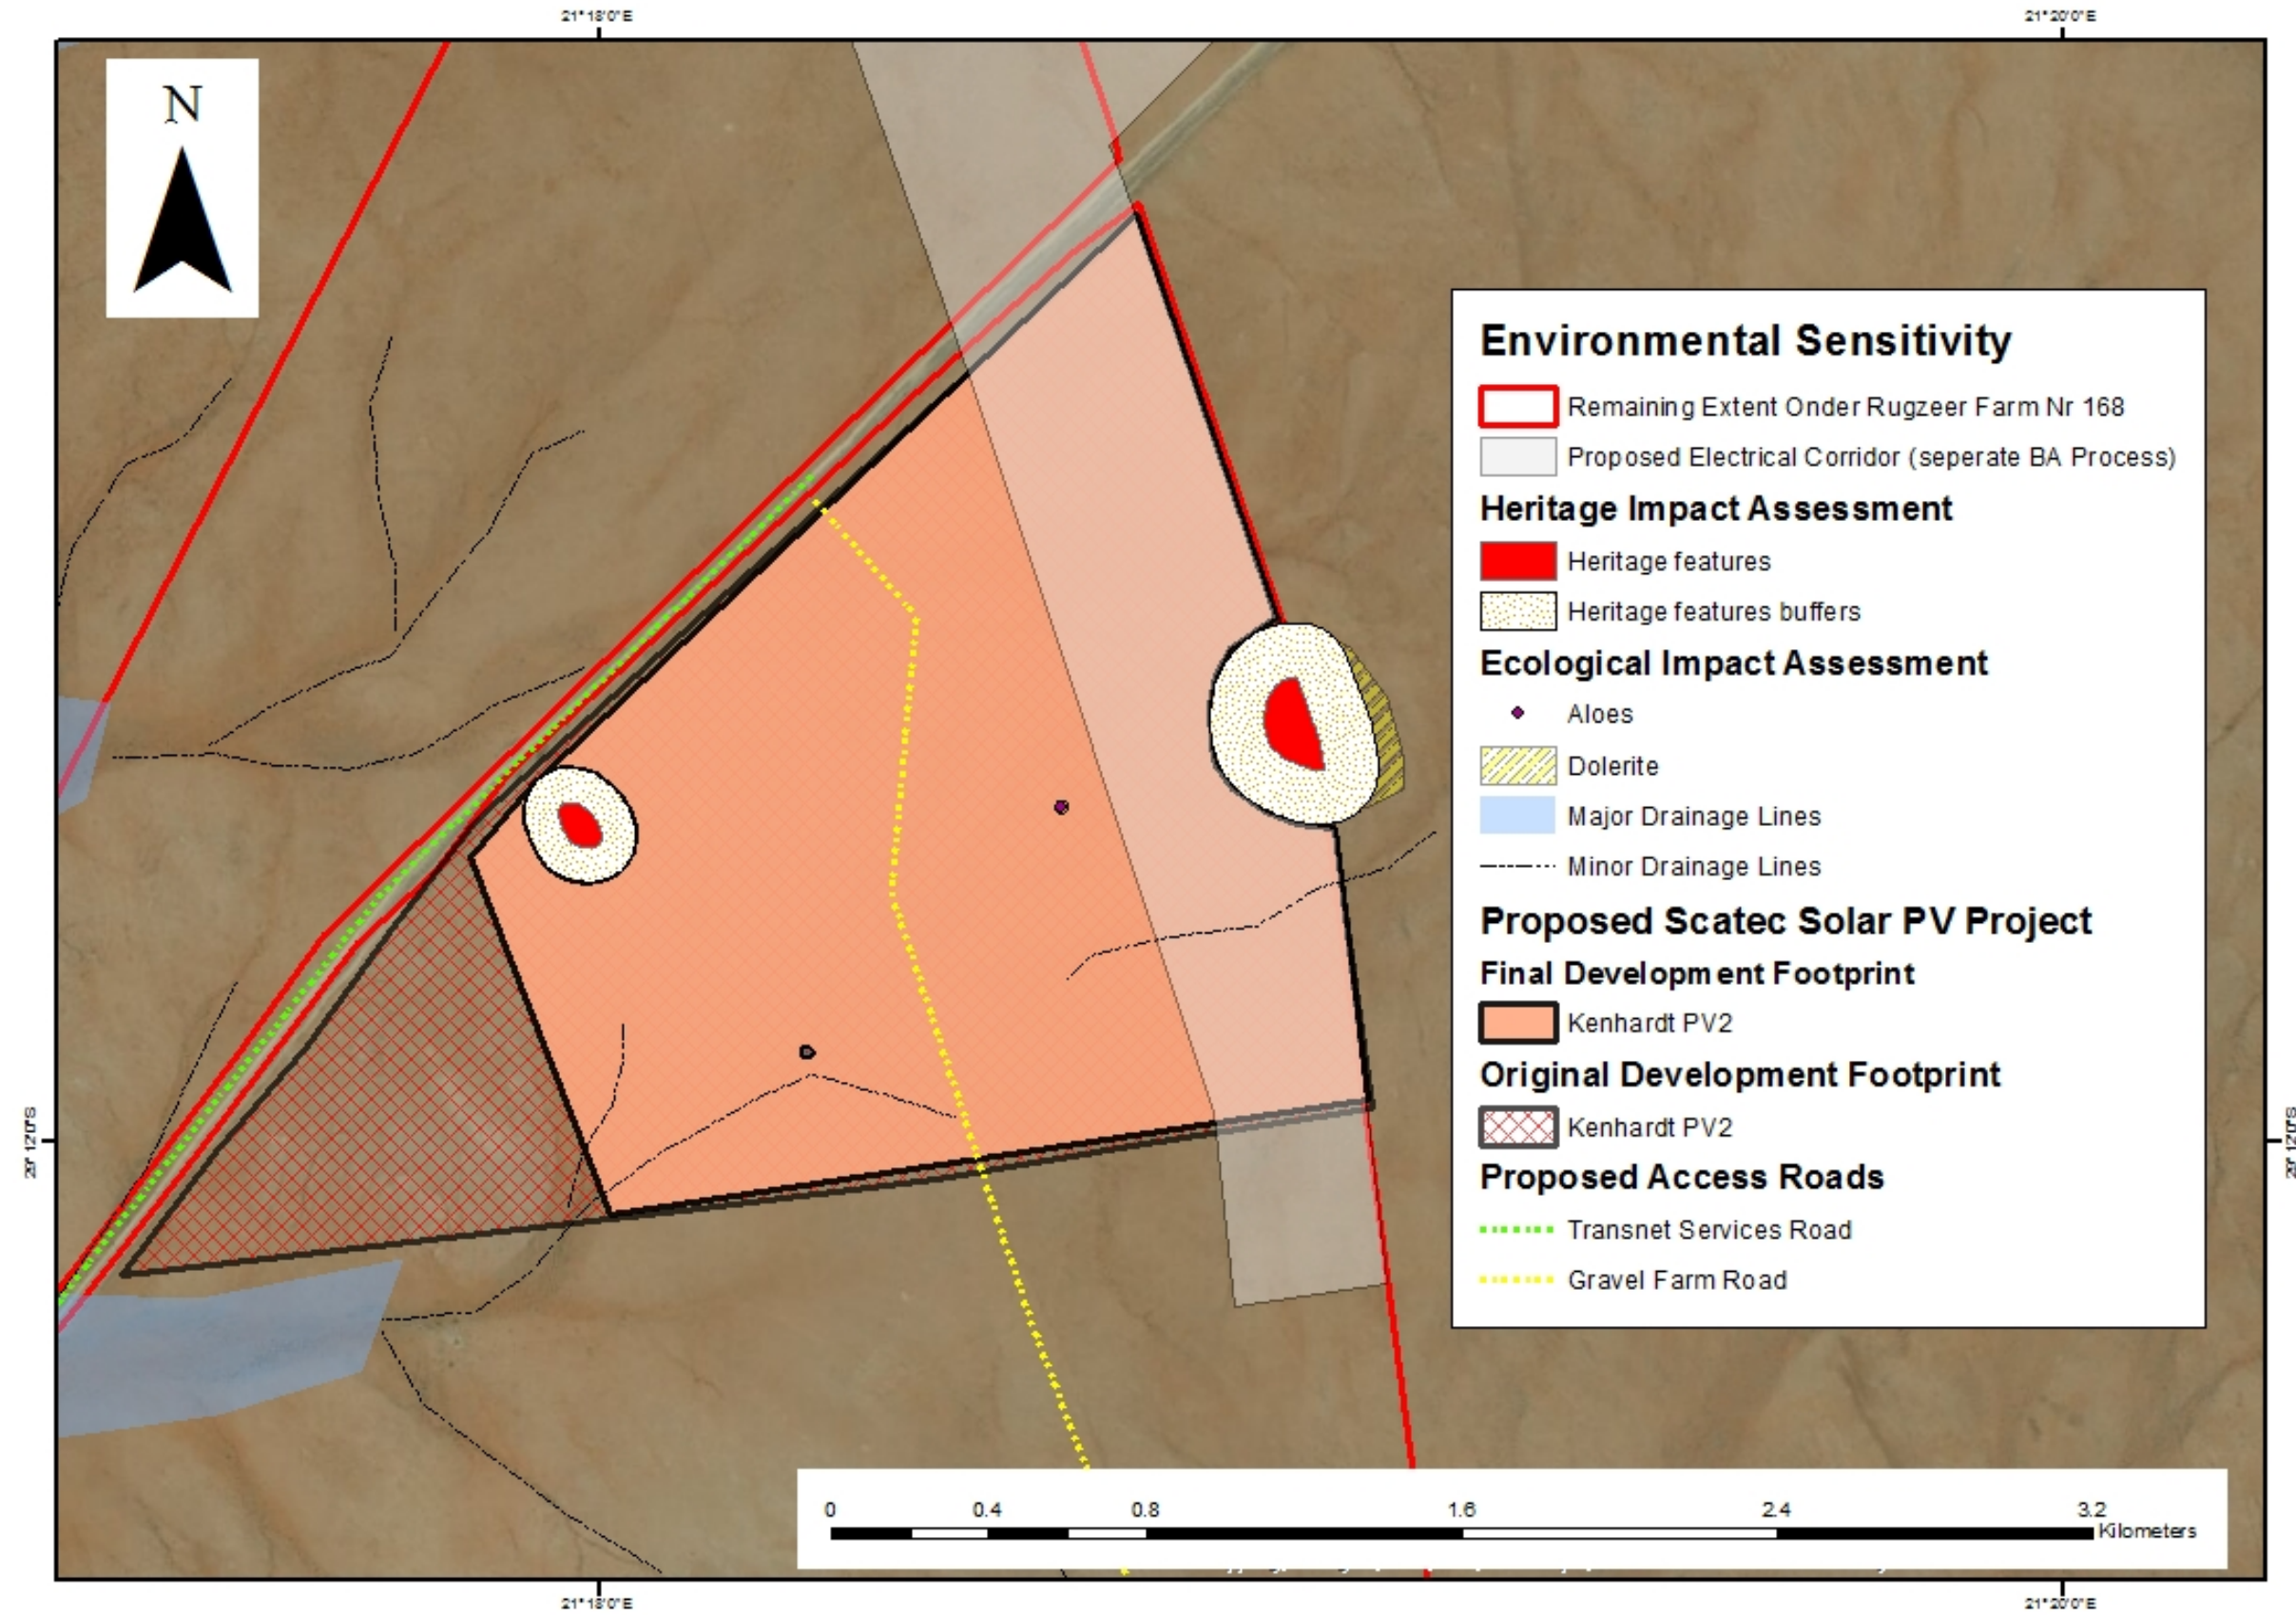 21°18'0"E
21°20'0"E
N
Environmental Sensitivity
Remaining Extent Onder Rugzeer Farm Nr 168
Proposed Electrical Corridor (seperate BA Process)
Heritage Impact Assessment
Heritage features
Heritage features buffers
Ecological Impact Assessment
Aloes
Dolerite
Major Drainage Lines
Minor Drainage Lines
Proposed Scatec Solar PV Project
Final Development Footprint
Kenhardt PV2
Original Development Footprint
Kenhardt PV2
Proposed Access Roads
Transnet Services Road
Gravel Farm Road
29°12'0"S
0 0.4 0.8 1.6 2.4 3.2
Kilometers
21°18'0"E
21°20'0"E